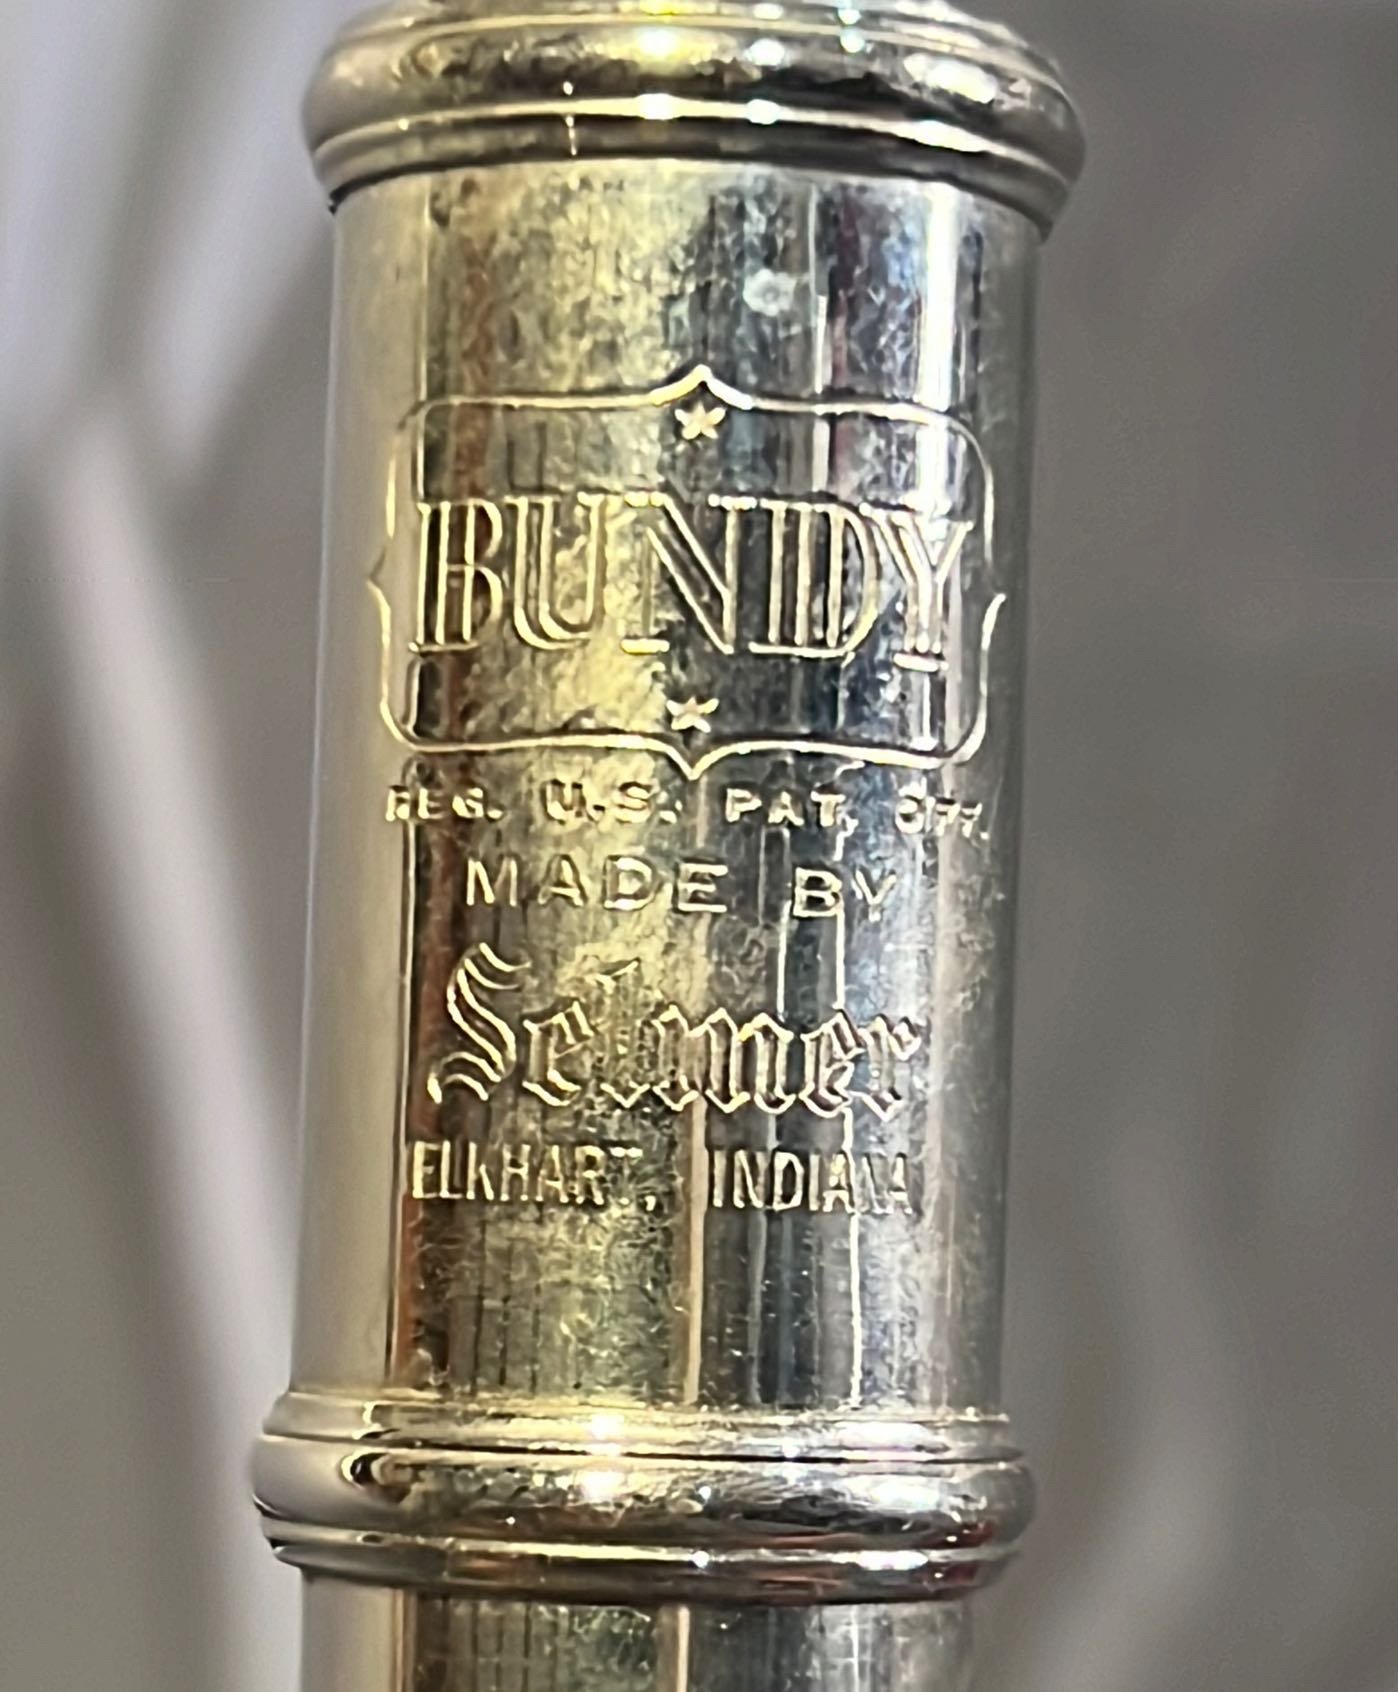 BUNDY
REG. U.S. PAT. OFF.
MADE BY
Selmer
ELKHART, INDIANA